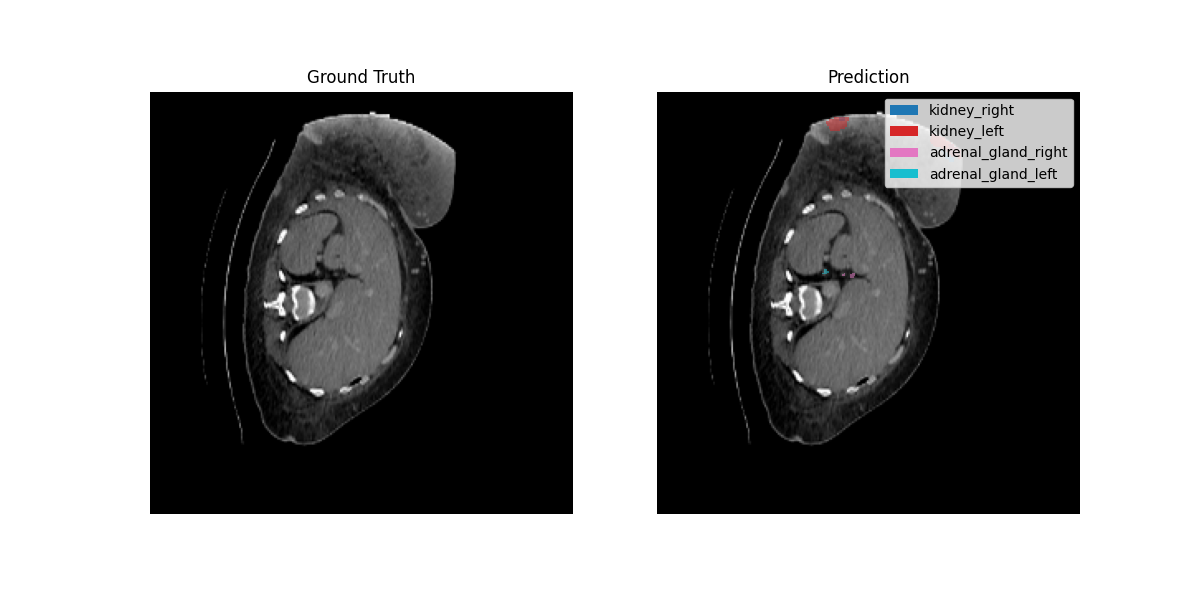 Ground Truth
Prediction
kidney_right
kidney_left
adrenal_gland_right
adrenal_gland_left